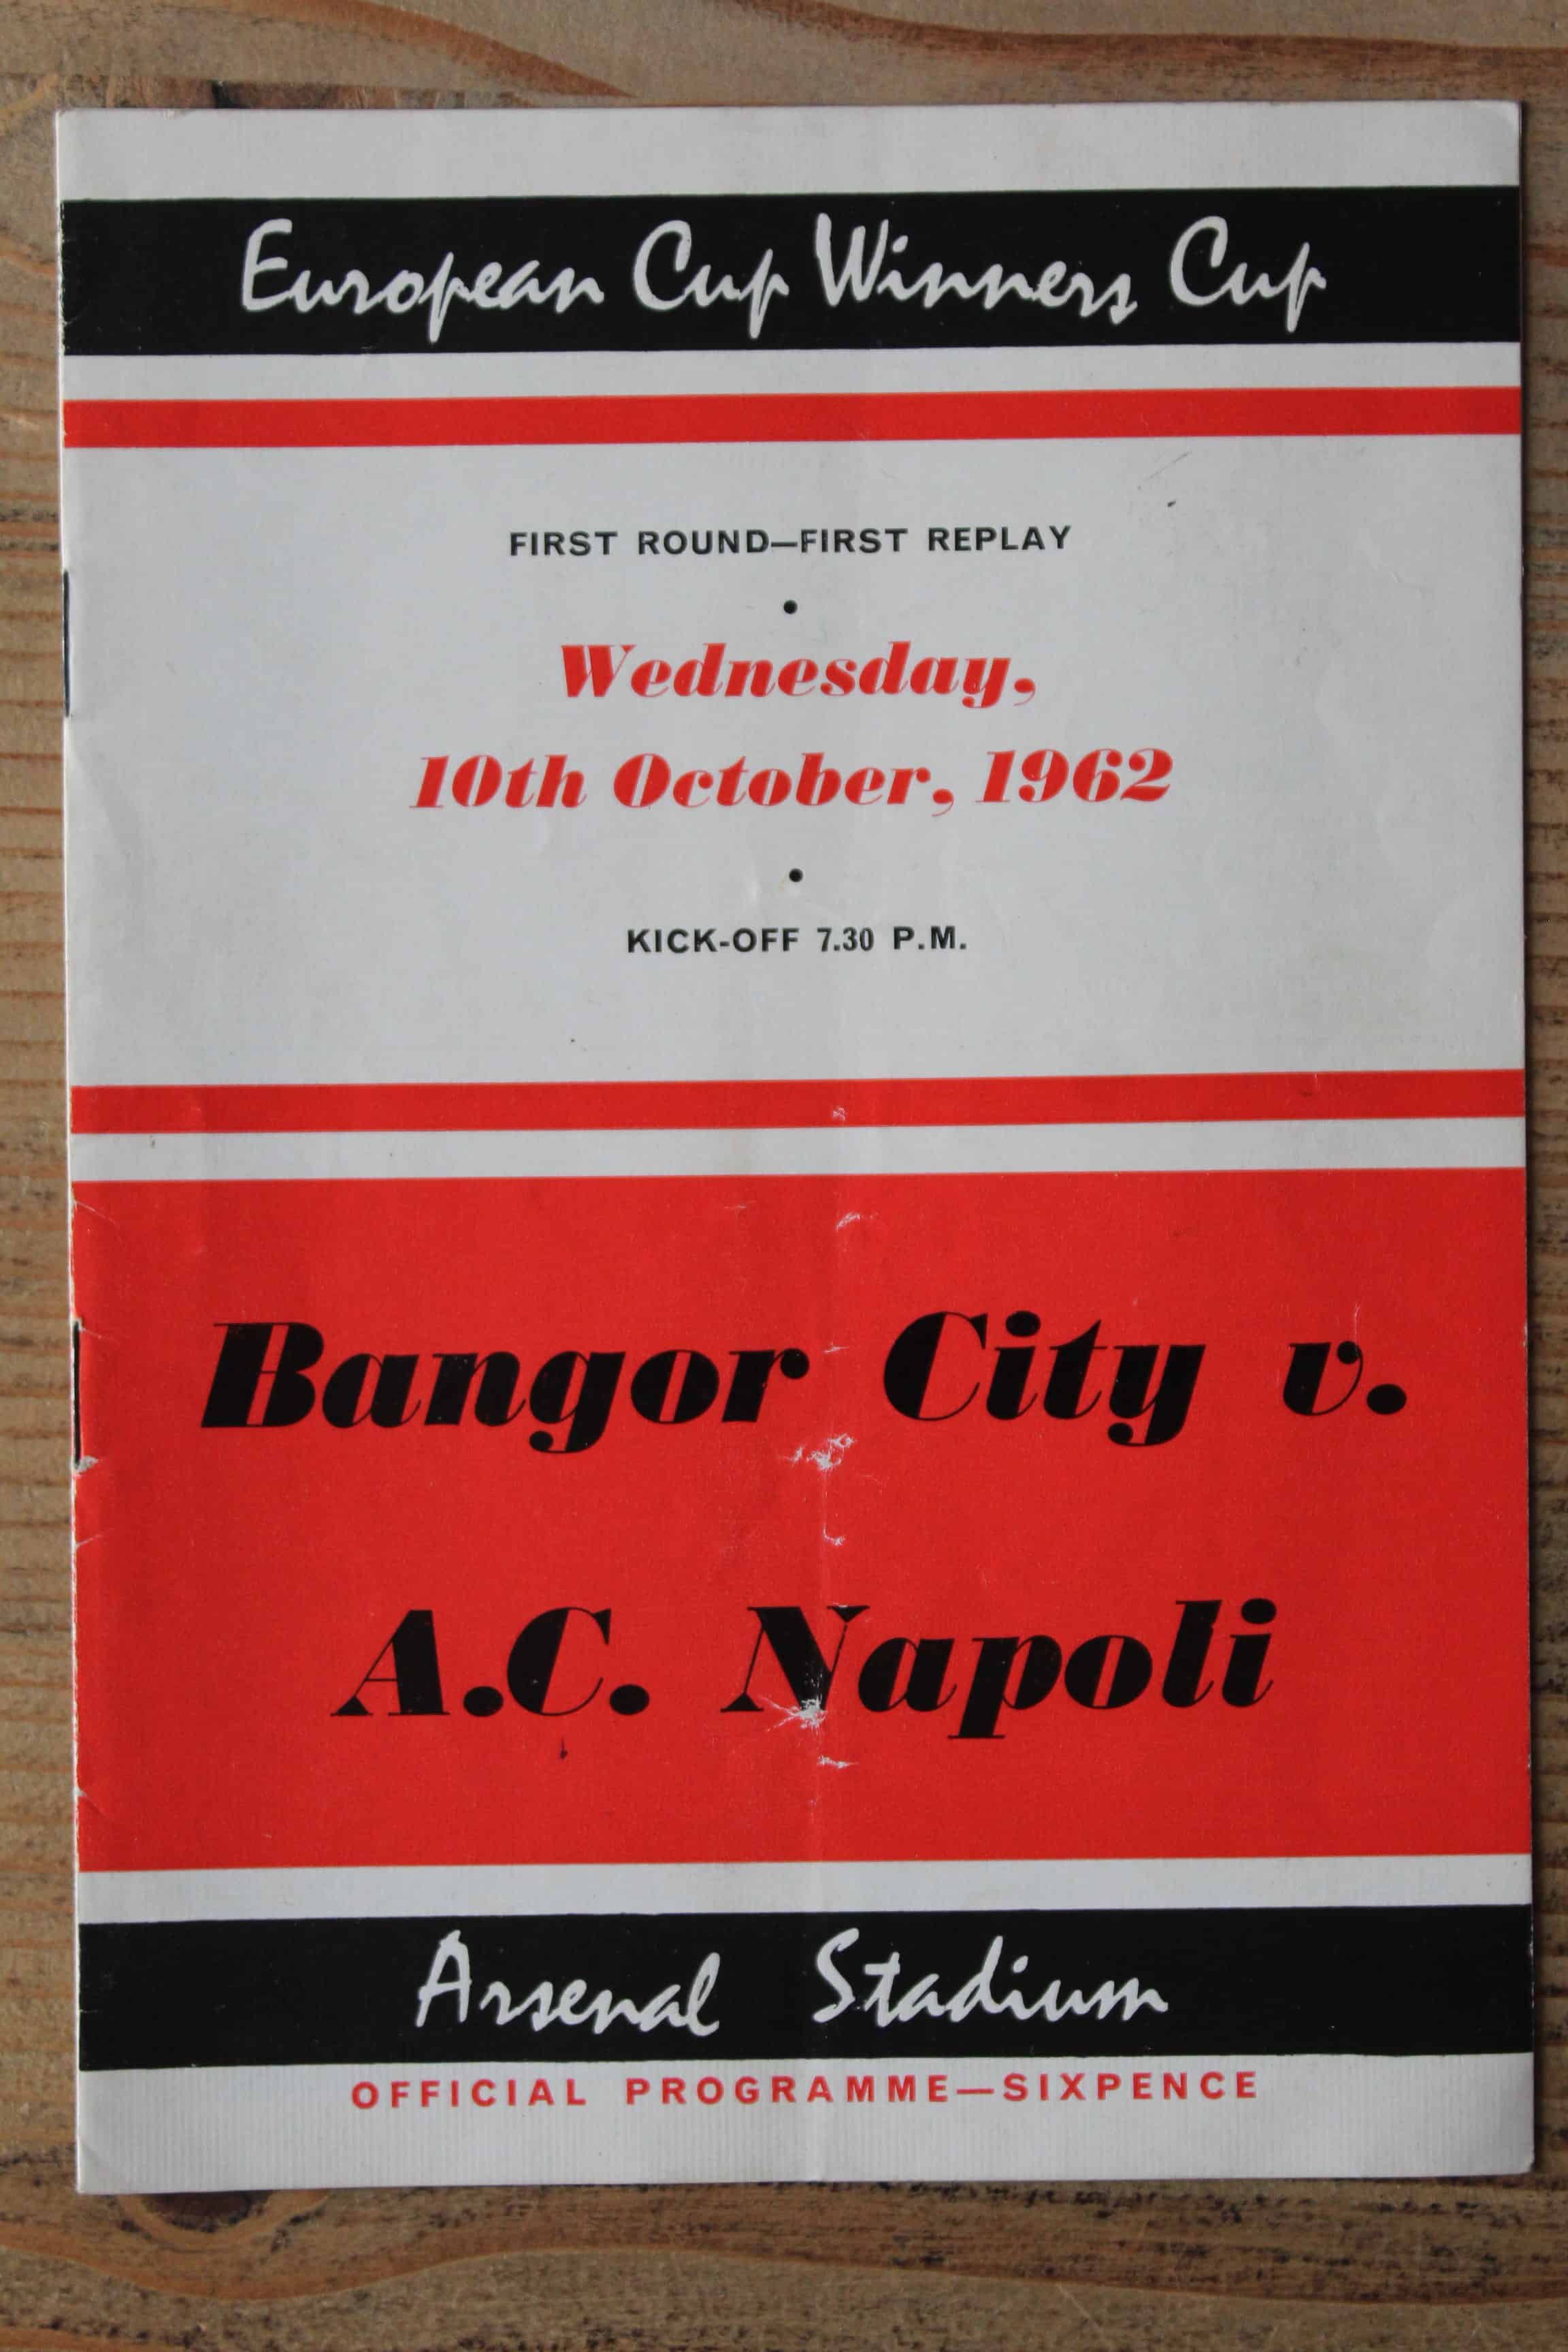 European Cup Winners Cup
FIRST ROUND—FIRST REPLAY
•
Wednesday,
10th October, 1962
•
KICK-OFF 7.30 P.M.
Bangor City v.
A.C. Napoli
Arsenal Stadium
OFFICIAL PROGRAMME—SIXPENCE